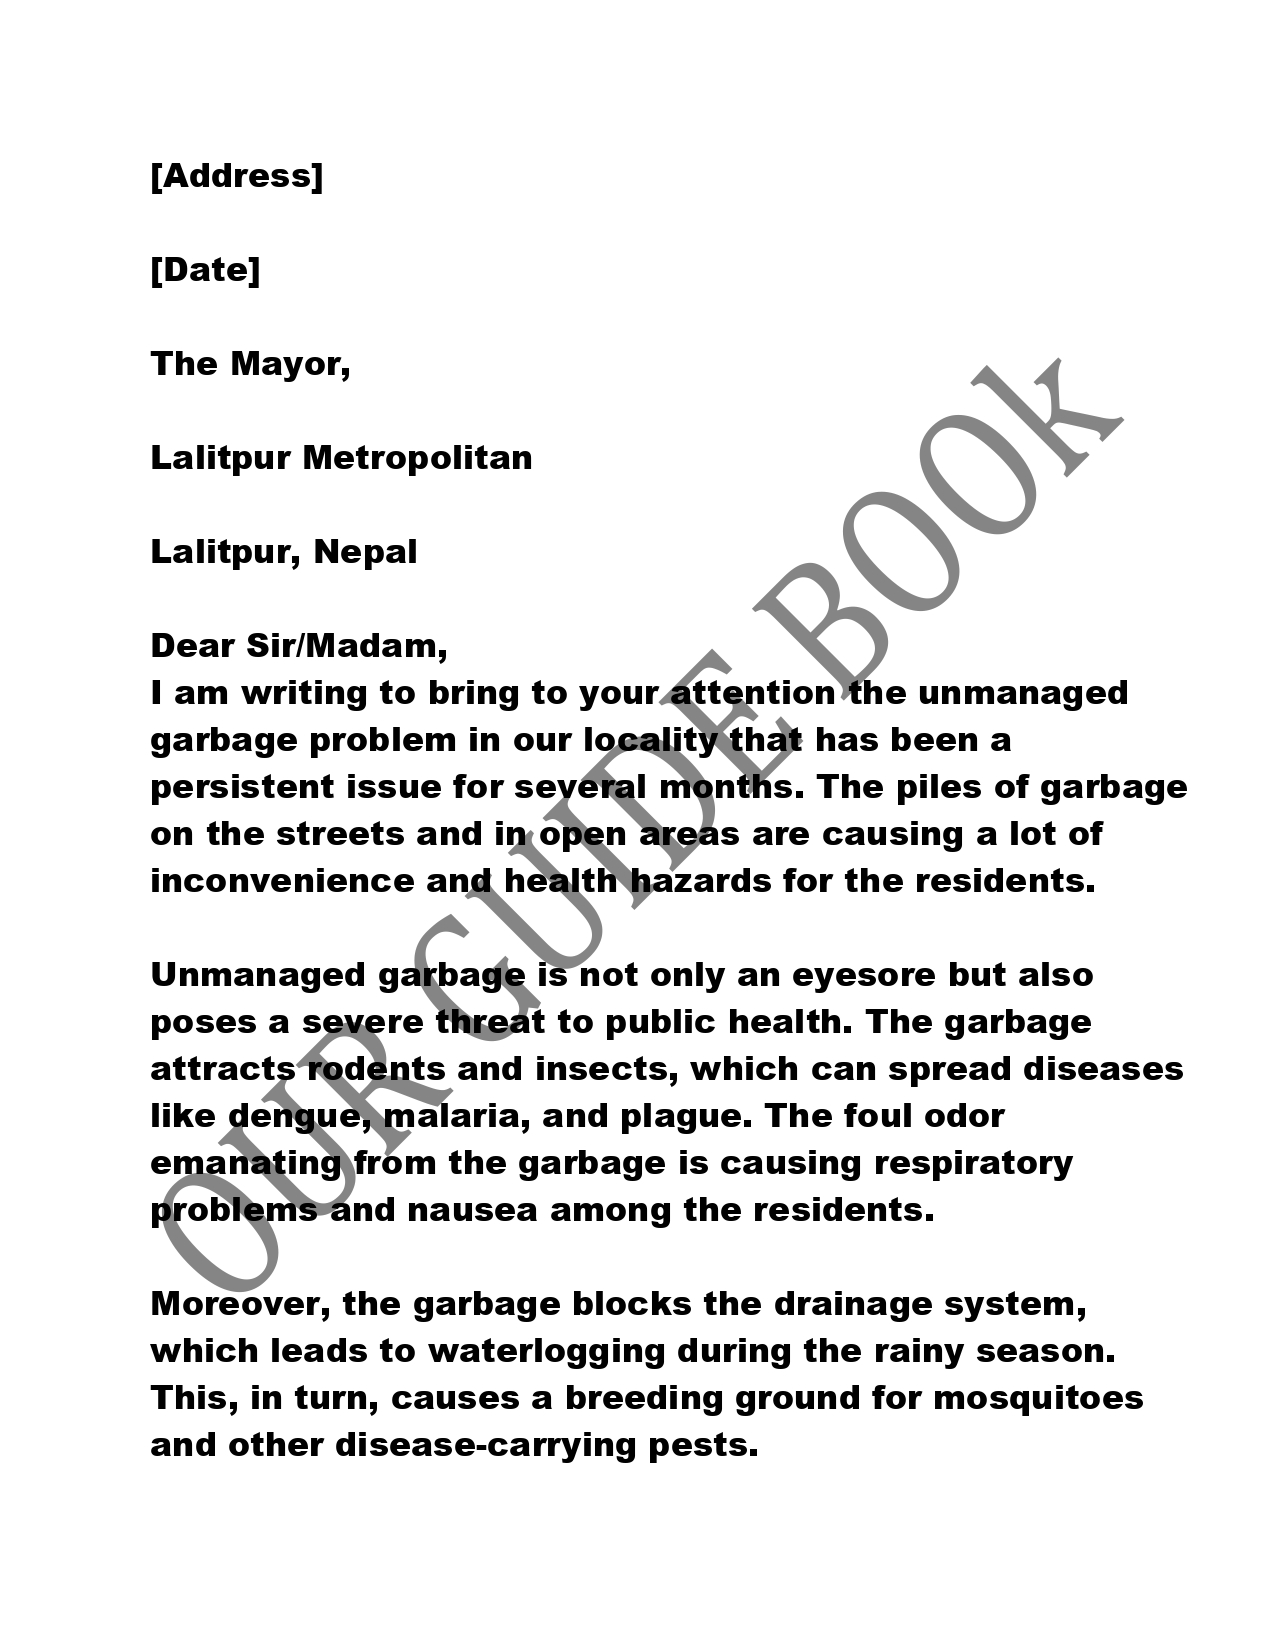 [Address]
[Date]
The Mayor,
Lalitpur Metropolitan
Lalitpur, Nepal
Dear Sir/Madam,
I am writing to bring to your attention the unmanaged
garbage problem in our locality that has been a
persistent issue for several months. The piles of garbage
on the streets and in open areas are causing a lot of
inconvenience and health hazards for the residents.
Unmanaged garbage is not only an eyesore but also
poses a severe threat to public health. The garbage
attracts rodents and insects, which can spread diseases
like dengue, malaria, and plague. The foul odor
emanating from the garbage is causing respiratory
problems and nausea among the residents.
Moreover, the garbage blocks the drainage system,
which leads to waterlogging during the rainy season.
This, in turn, causes a breeding ground for mosquitoes
and other disease-carrying pests.
OUR GUIDE BOOk